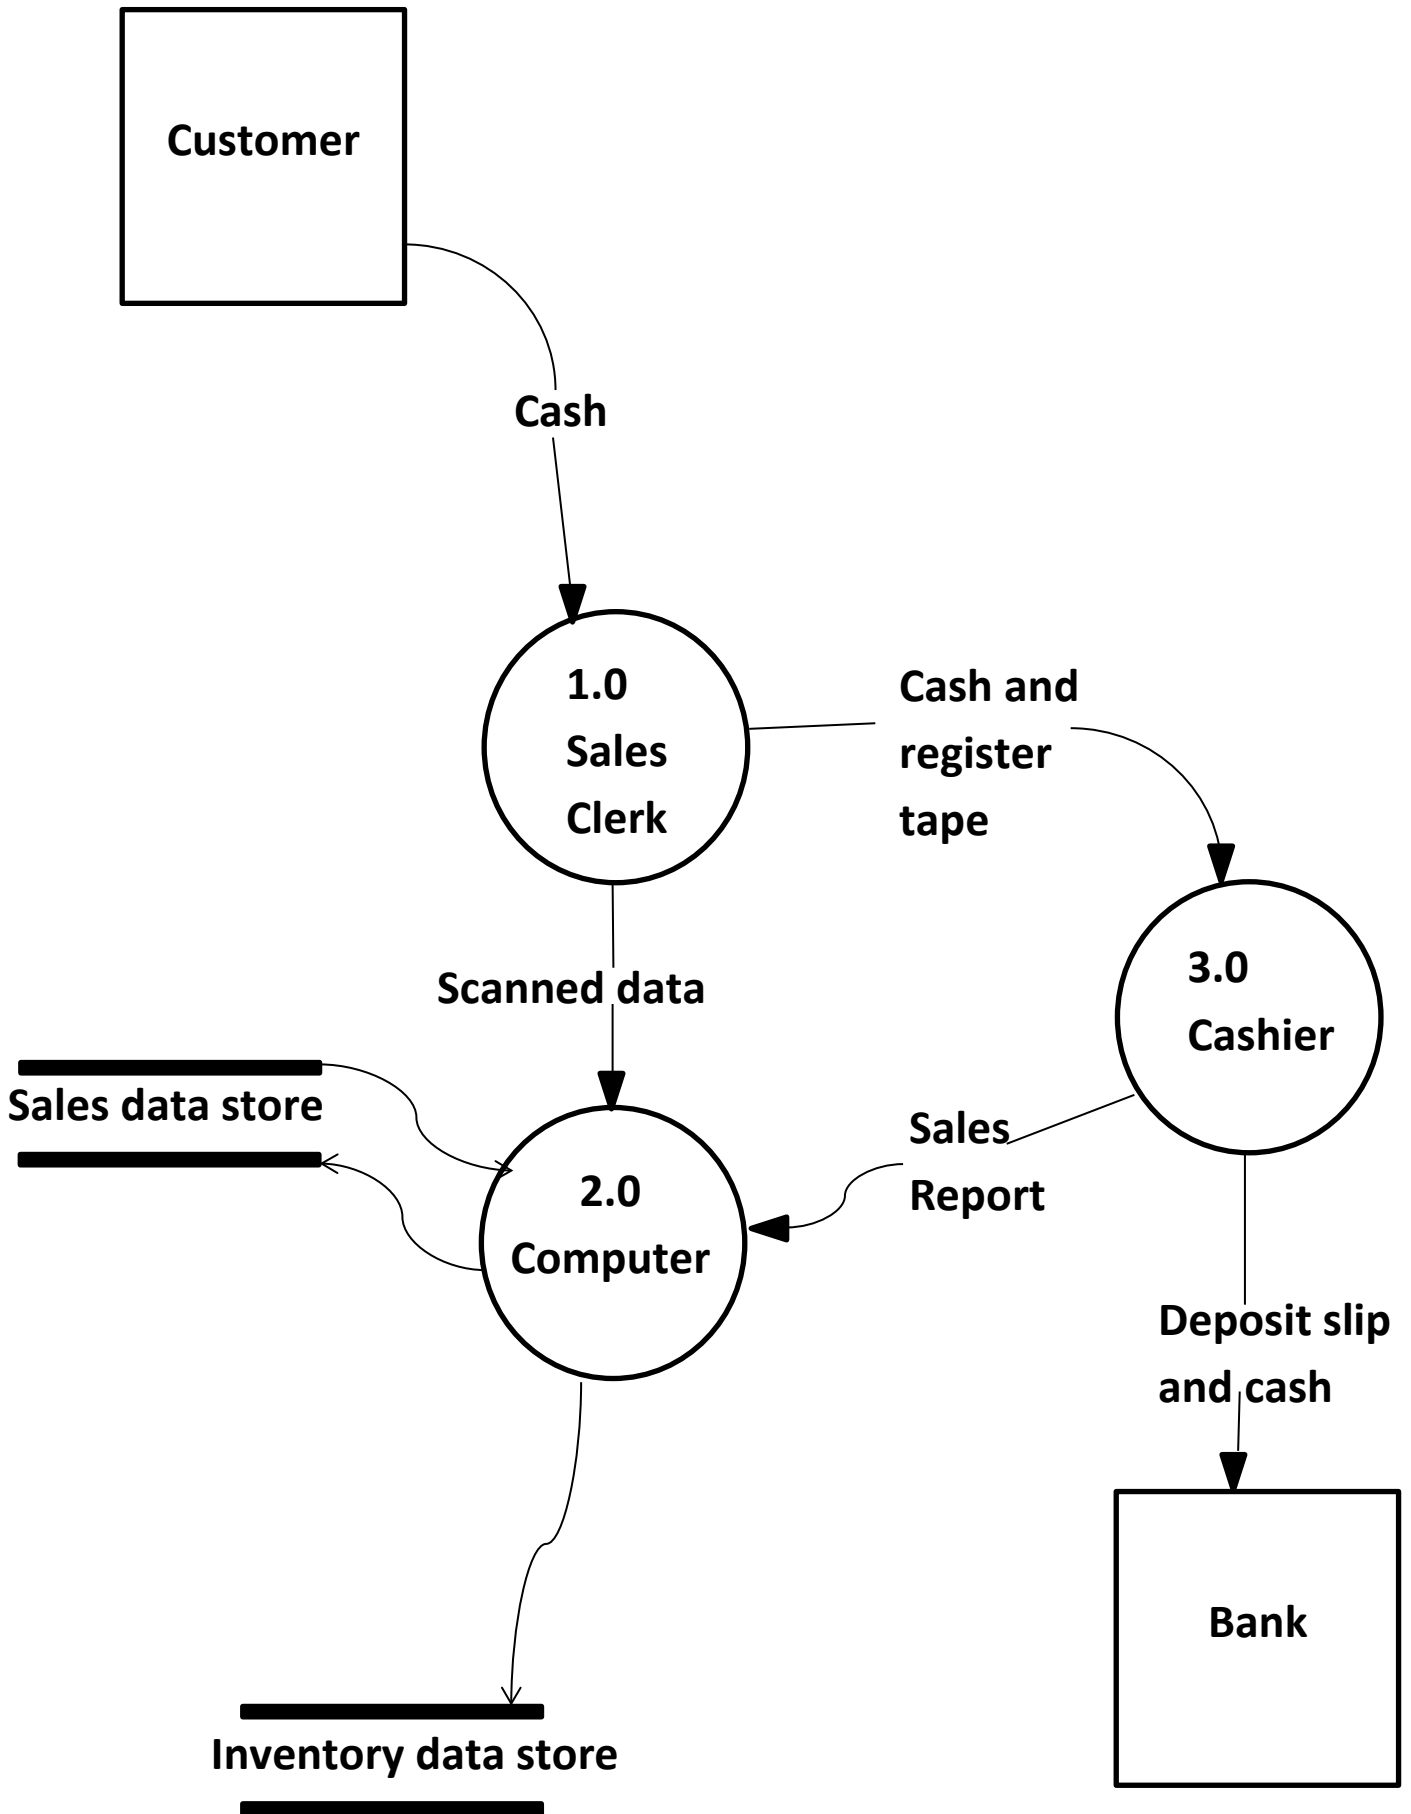 Customer
Cash
1.0
Sales
Clerk
Cash and
register
tape
3.0
Cashier
Scanned data
Sales data store
Sales
Report
2.0
Computer
Deposit slip
and cash
Bank
Inventory data store